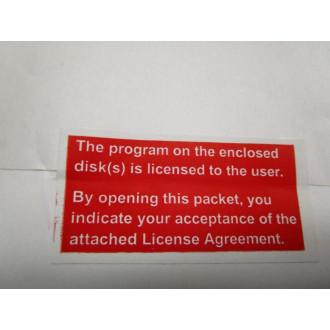 The program on the enclosed
disk(s) is licensed to the user.
By opening this packet, you
indicate your acceptance of the
attached License Agreement.